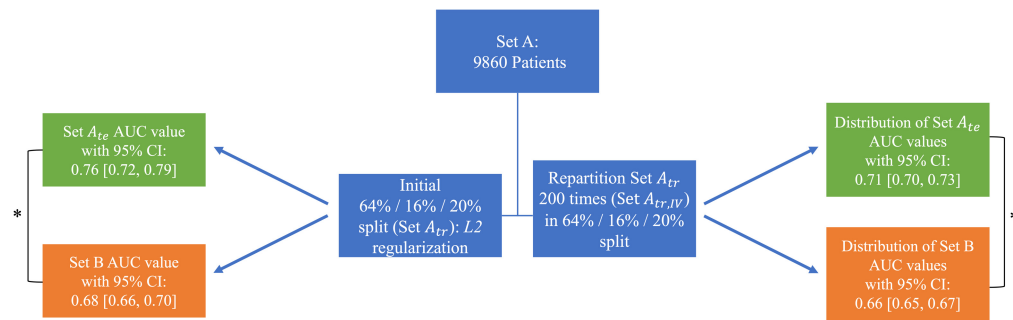 Set A:
9860 Patients
Set A_te AUC value
with 95% CI:
0.76 [0.72, 0.79]
*
Set B AUC value
with 95% CI:
0.68 [0.66, 0.70]
Initial
64% / 16% / 20%
split (Set A_tr): L2
regularization
Repartition Set A_tr
200 times (Set A_tr,IV)
in 64% / 16% / 20%
split
Distribution of Set A_te
AUC values
with 95% CI:
0.71 [0.70, 0.73]
Distribution of Set B
AUC values
with 95% CI:
0.66 [0.65, 0.67]